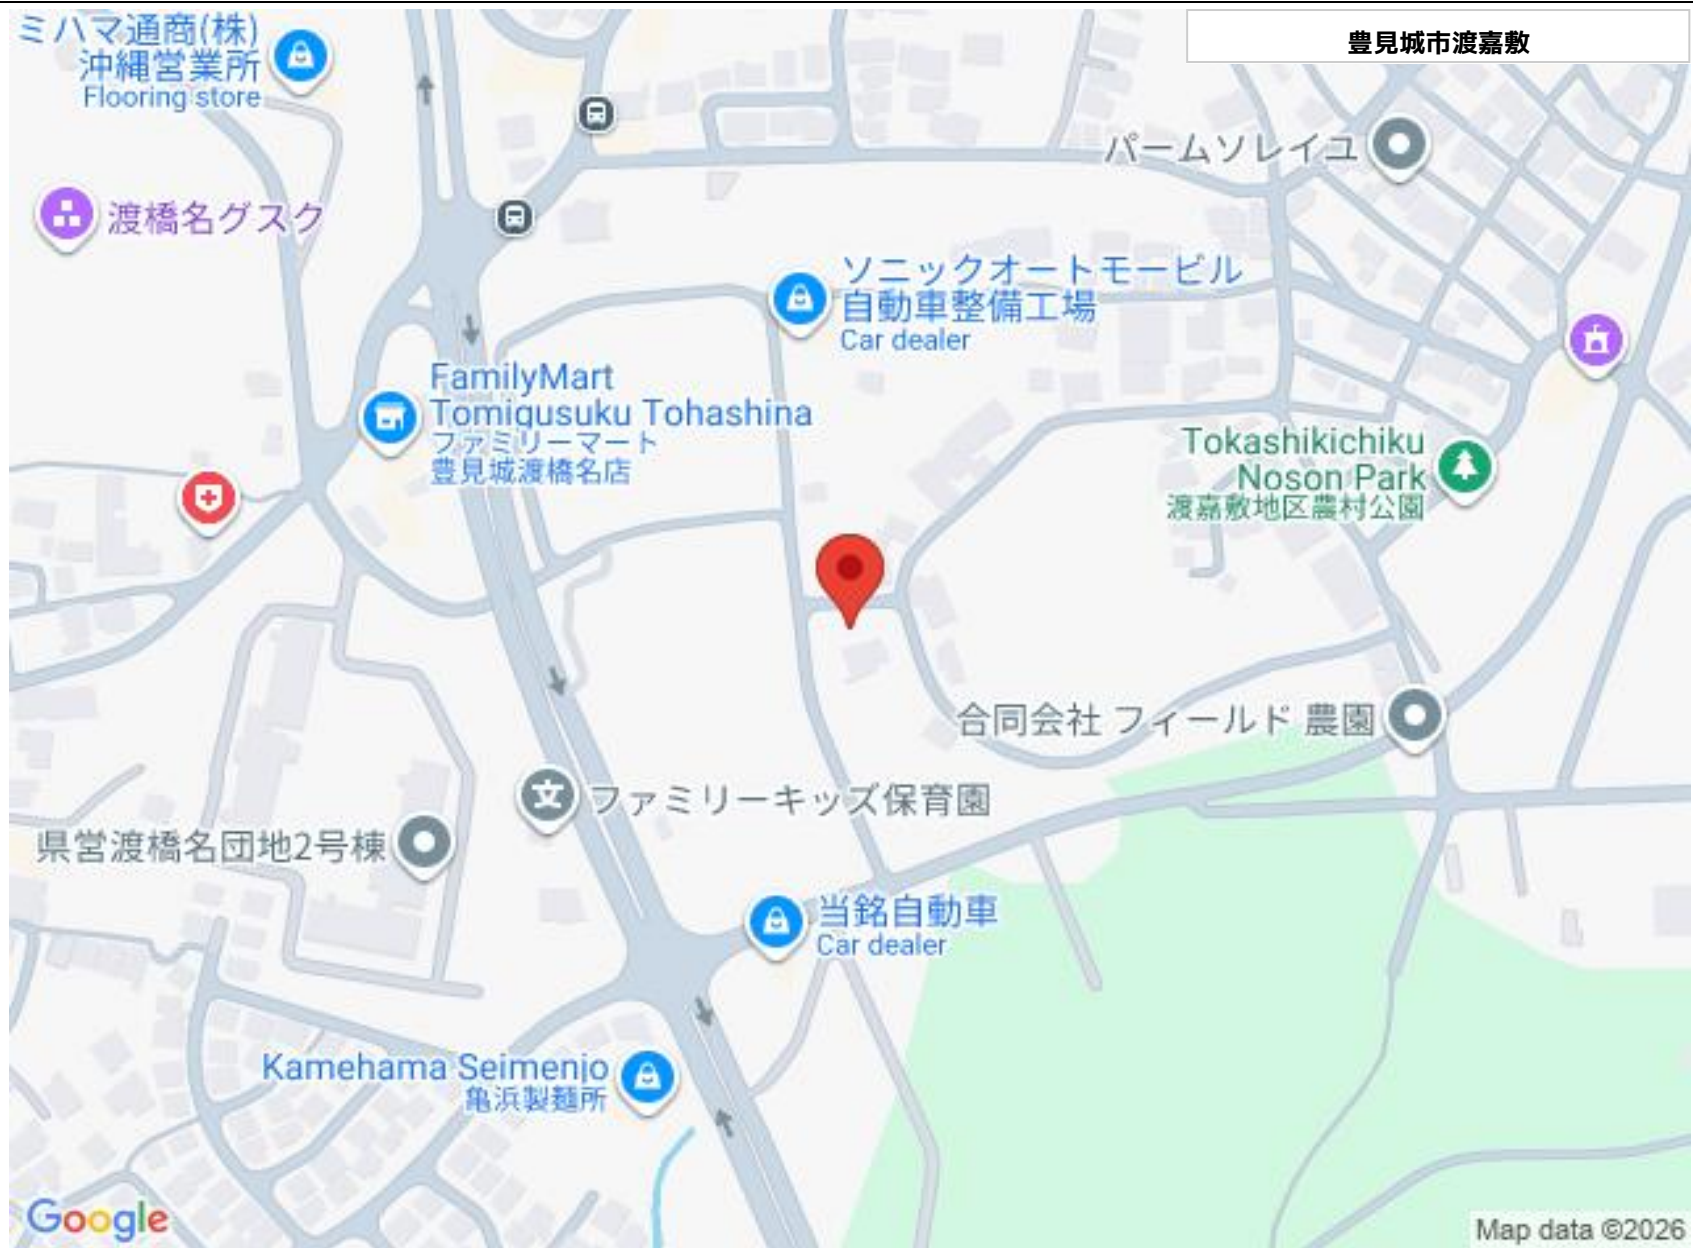 ミハマ通商(株)
沖縄営業所
Flooring store
豊見城市渡嘉敷
パームソレイユ
渡橋名グスク
ソニックオートモービル
自動車整備工場
Car dealer
FamilyMart
Tomigusuku Tohashina
ファミリーマート
豊見城渡橋名店
Tokashikichiku
Noson Park
渡嘉敷地区農村公園
合同会社 フィールド 農園
文
ファミリーキッズ保育園
県営渡橋名団地2号棟
当銘自動車
Car dealer
Kamehama Seimenjo
亀浜製麺所
Google
Map data ©2026